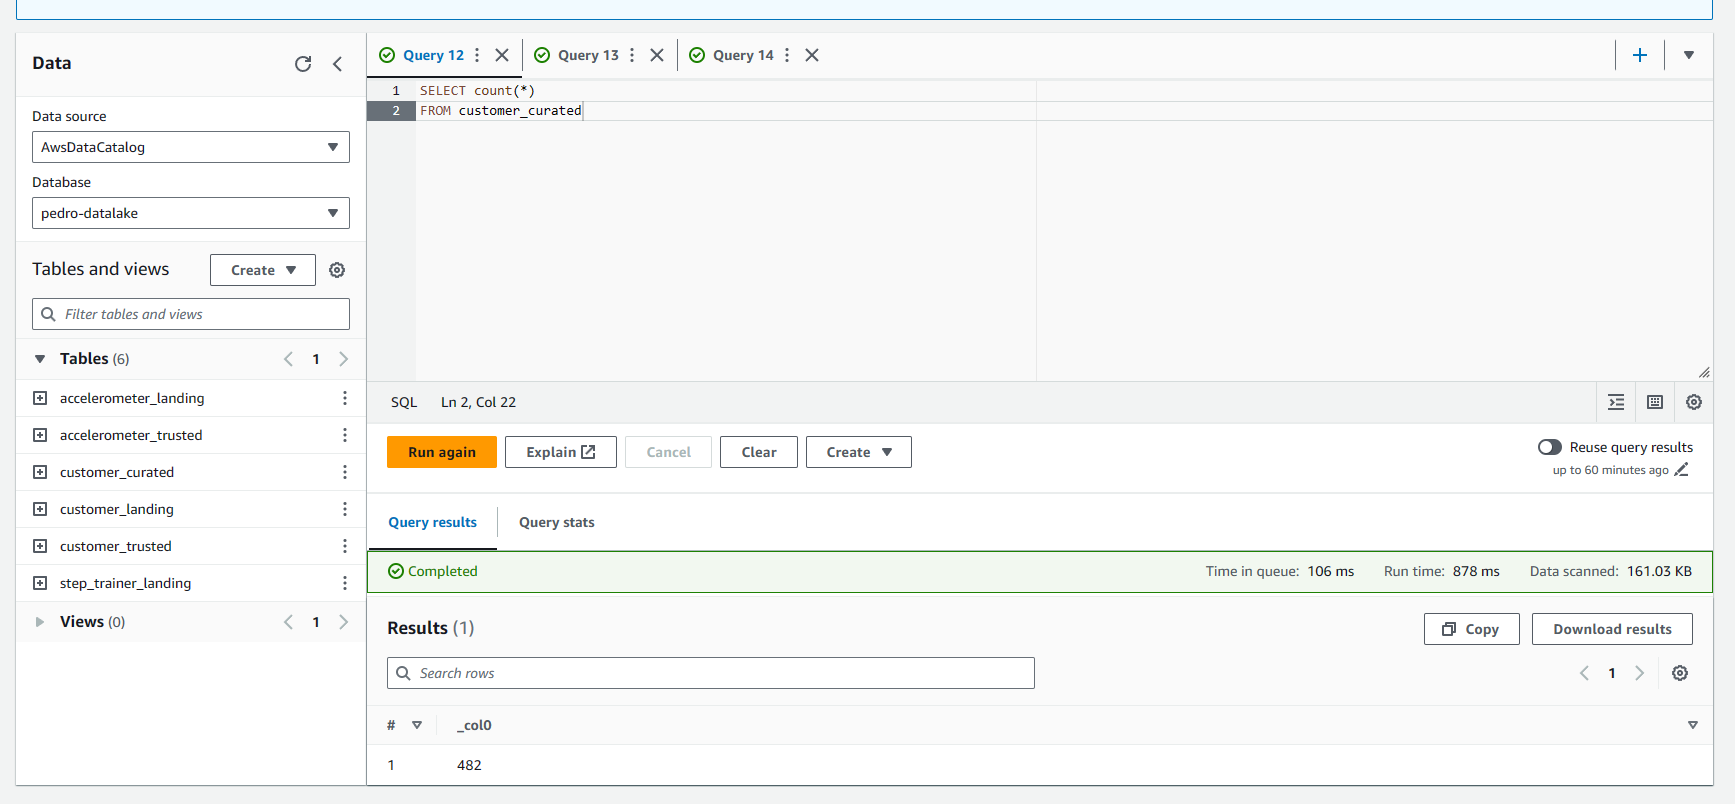 Data
Data source
AwsDataCatalog
Database
pedro-datalake
Tables and views
Create
Filter tables and views
Tables (6)
1
accelerometer_landing
accelerometer_trusted
customer_curated
customer_landing
customer_trusted
step_trainer_landing
Views (0)
1
Query 12
Query 13
Query 14
1 SELECT count(*)
2 FROM customer_curated
SQL Ln 2, Col 22
Run again
Explain
Cancel
Clear
Create
Reuse query results
up to 60 minutes ago
Query results
Query stats
Completed
Time in queue: 106 ms Run time: 878 ms Data scanned: 161.03 KB
Results (1)
Copy
Download results
Search rows
1
# _col0
1 482